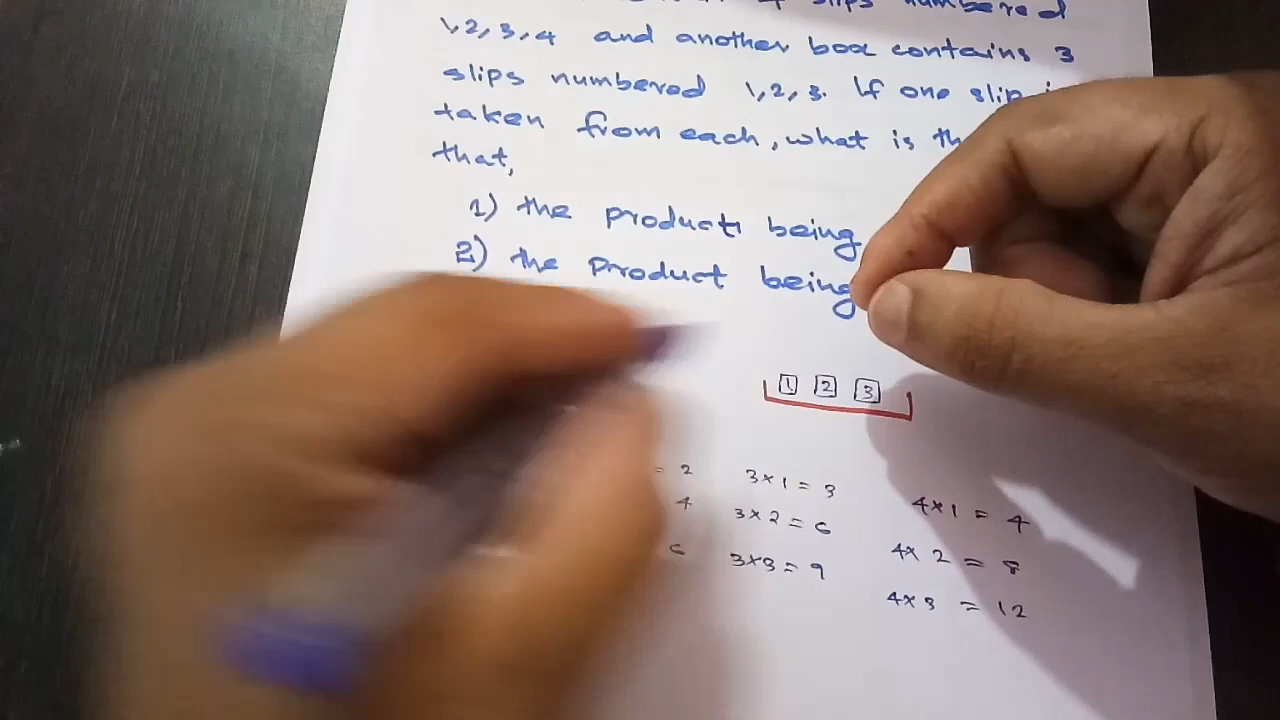 slips numbered
1, 2, 3, 4 and another box contains 3
slips numbered 1, 2, 3. If one slip
taken from each, what is
that,
1) the product being
2) the product being
1 2 3
= 2 3×1 = 3 4×1 = 4
4 3×2 = 6 4×2 = 8
6 3×3 = 9 4×3 = 12